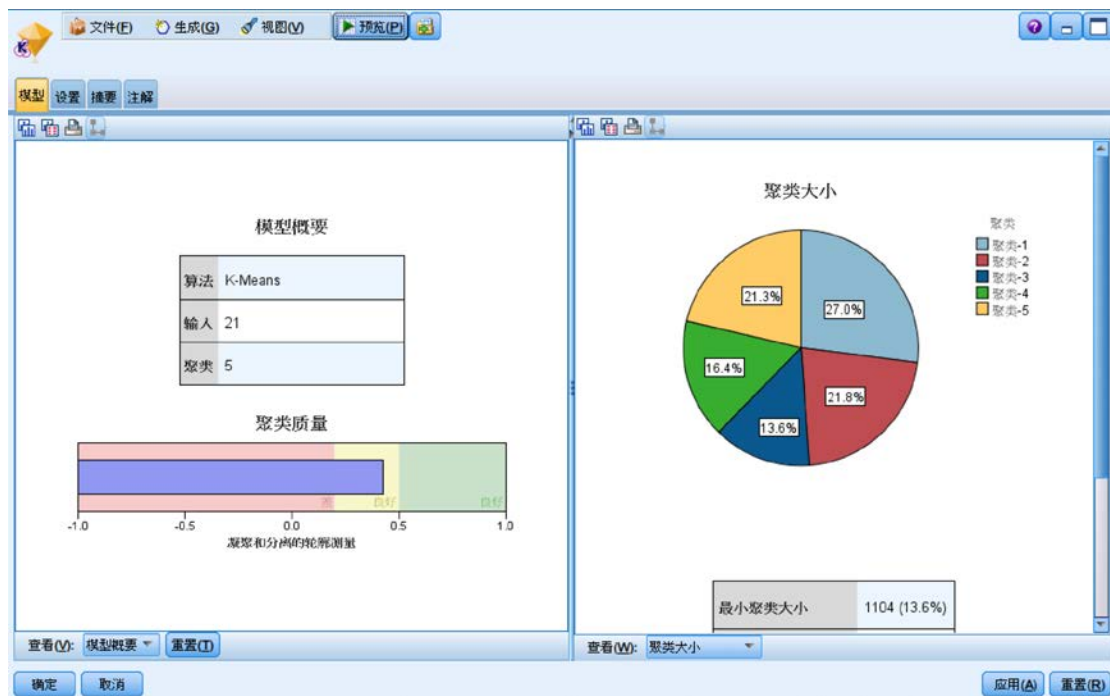 文件(F) 生成(G) 视图(V) 预览(P)
模型 设置 摘要 注解
模型概要
算法 K-Means
输入 21
聚类 5
聚类质量
差 良好 良好
-1.0 -0.5 0.0 0.5 1.0
凝聚和分离的轮廓测量
查看(V): 模型概要 重置(T)
聚类大小
21.3%
27.0%
16.4%
21.8%
13.6%
聚类
聚类-1
聚类-2
聚类-3
聚类-4
聚类-5
最小聚类大小 1104 (13.6%)
查看(W): 聚类大小
确定 取消 应用(A) 重置(R)